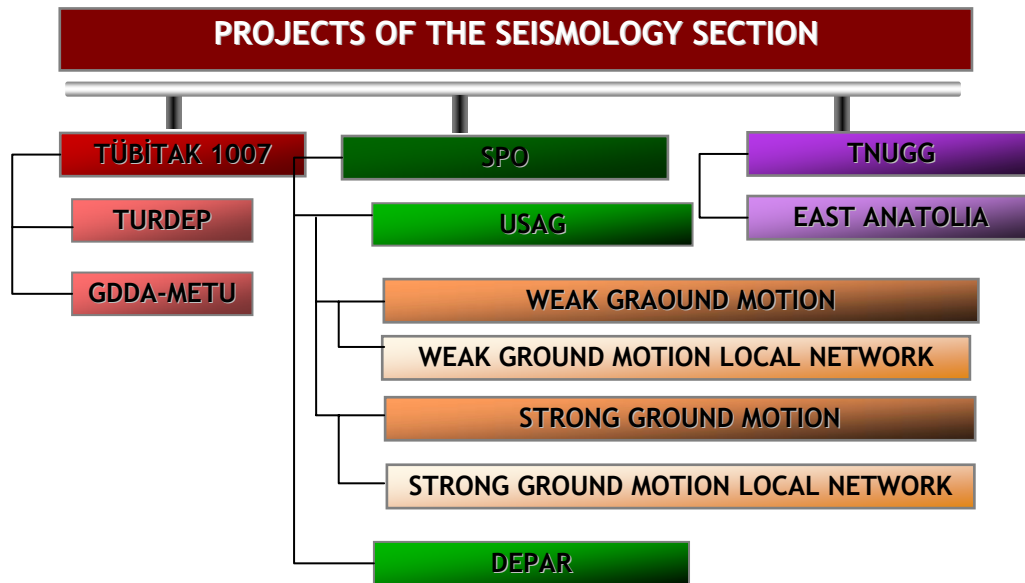 PROJECTS OF THE SEISMOLOGY SECTION
TÜBİTAK 1007
TURDEP
GDDA-METU
SPO
USAG
WEAK GRAOUND MOTION
WEAK GROUND MOTION LOCAL NETWORK
STRONG GROUND MOTION
STRONG GROUND MOTION LOCAL NETWORK
DEPAR
TNUGG
EAST ANATOLIA